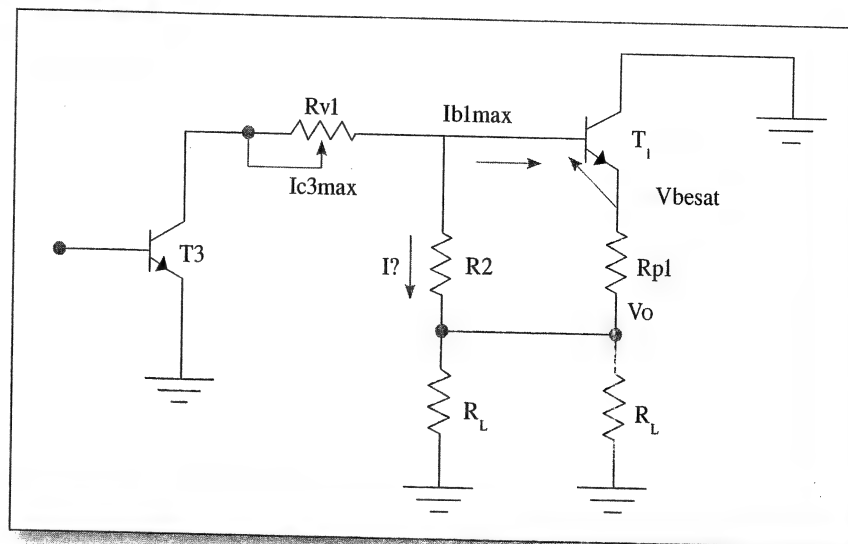 Rv1
Ib1max
T1
Ic3max
Vbesat
T3
I?
R2
Rp1
Vo
RL
RL